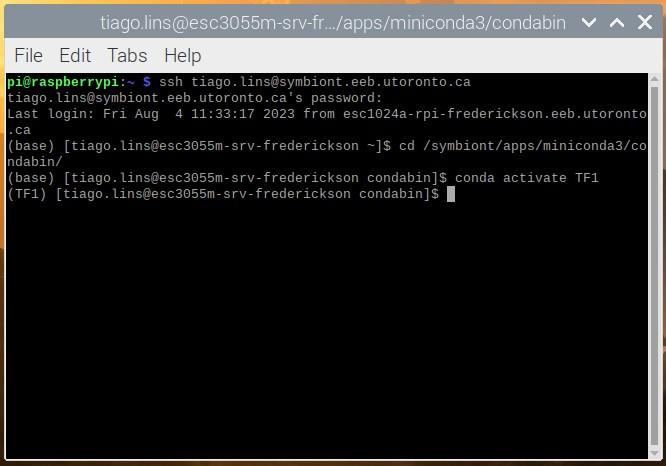 tiago.lins@esc3055m-srv-fr.../apps/miniconda3/condabin
File Edit Tabs Help
pi@raspberrypi:~ $ ssh tiago.lins@symbiont.eeb.utoronto.ca
tiago.lins@symbiont.eeb.utoronto.ca's password:
Last login: Fri Aug  4 11:33:17 2023 from esc1024a-rpi-frederickson.eeb.utoronto
.ca
(base) [tiago.lins@esc3055m-srv-frederickson ~]$ cd /symbiont/apps/miniconda3/co
ndabin/
(base) [tiago.lins@esc3055m-srv-frederickson condabin]$ conda activate TF1
(TF1) [tiago.lins@esc3055m-srv-frederickson condabin]$